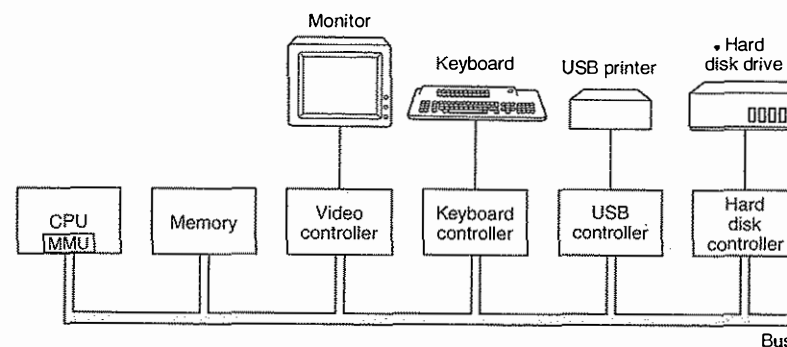 Monitor
Keyboard
USB printer
Hard
disk drive
CPU
MMU
Memory
Video
controller
Keyboard
controller
USB
controller
Hard
disk
controller
Bus